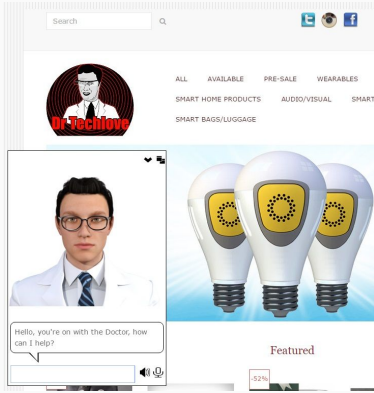 Search
Dr Techlove
ALL AVAILABLE PRE-SALE WEARABLES
SMART HOME PRODUCTS AUDIO/VISUAL SMART
SMART BAGS/LUGGAGE
Hello, you're on with the Doctor, how
can I help?
Featured
-52%